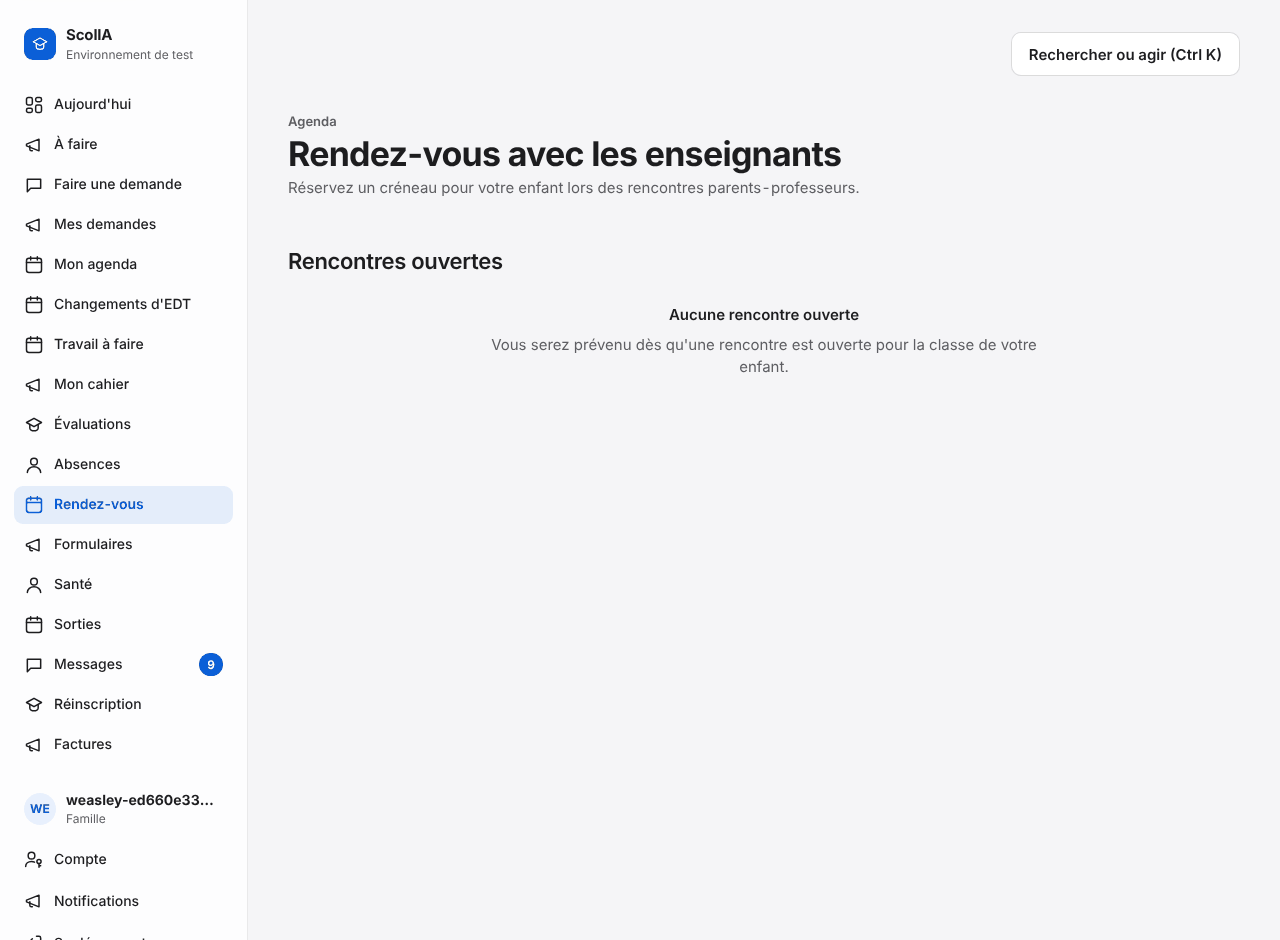 ScolIA
Environnement de test
Aujourd'hui
À faire
Faire une demande
Mes demandes
Mon agenda
Changements d'EDT
Travail à faire
Mon cahier
Évaluations
Absences
Rendez-vous
Formulaires
Santé
Sorties
Messages 9
Réinscription
Factures
WE
weasley-ed660e33...
Famille
Compte
Notifications
Rechercher ou agir (Ctrl K)
Agenda
Rendez-vous avec les enseignants
Réservez un créneau pour votre enfant lors des rencontres parents-professeurs.
Rencontres ouvertes
Aucune rencontre ouverte
Vous serez prévenu dès qu'une rencontre est ouverte pour la classe de votre
enfant.